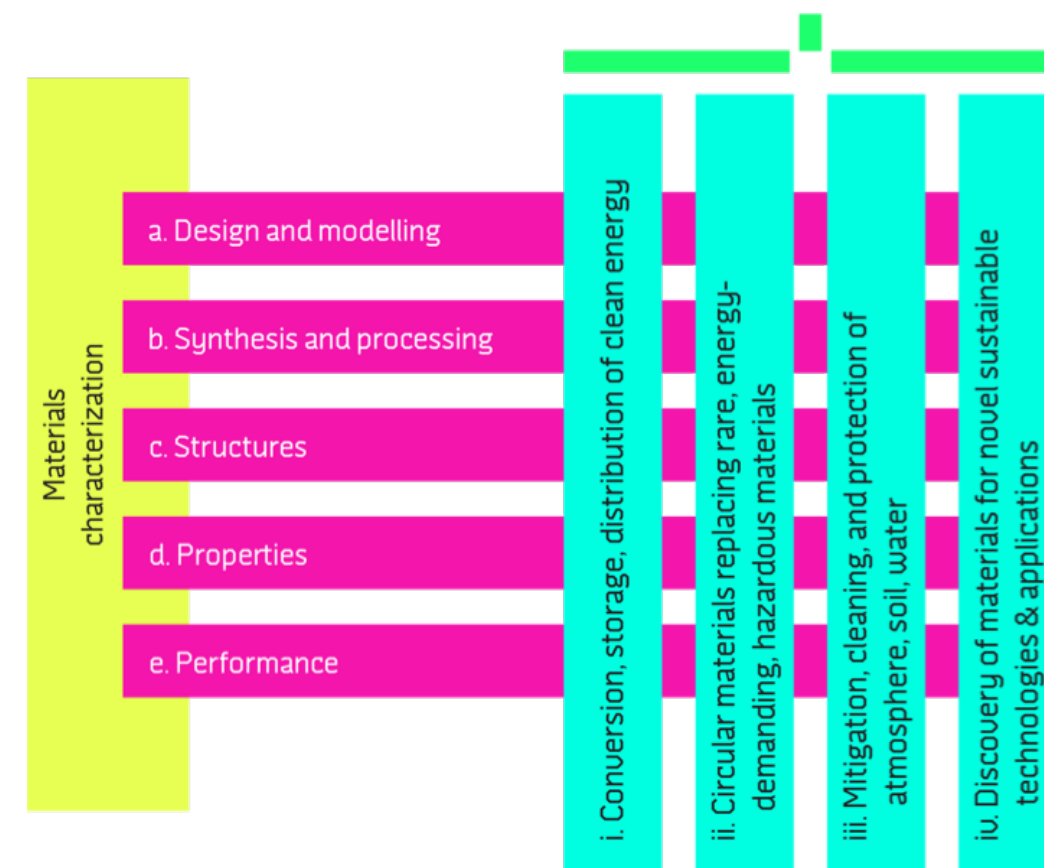 Materials
characterization
a. Design and modelling
b. Synthesis and processing
c. Structures
d. Properties
e. Performance
i. Conversion, storage, distribution of clean energy
ii. Circular materials replacing rare, energy-
demanding, hazardous materials
iii. Mitigation, cleaning, and protection of
atmosphere, soil, water
iv. Discovery of materials for novel sustainable
technologies & applications